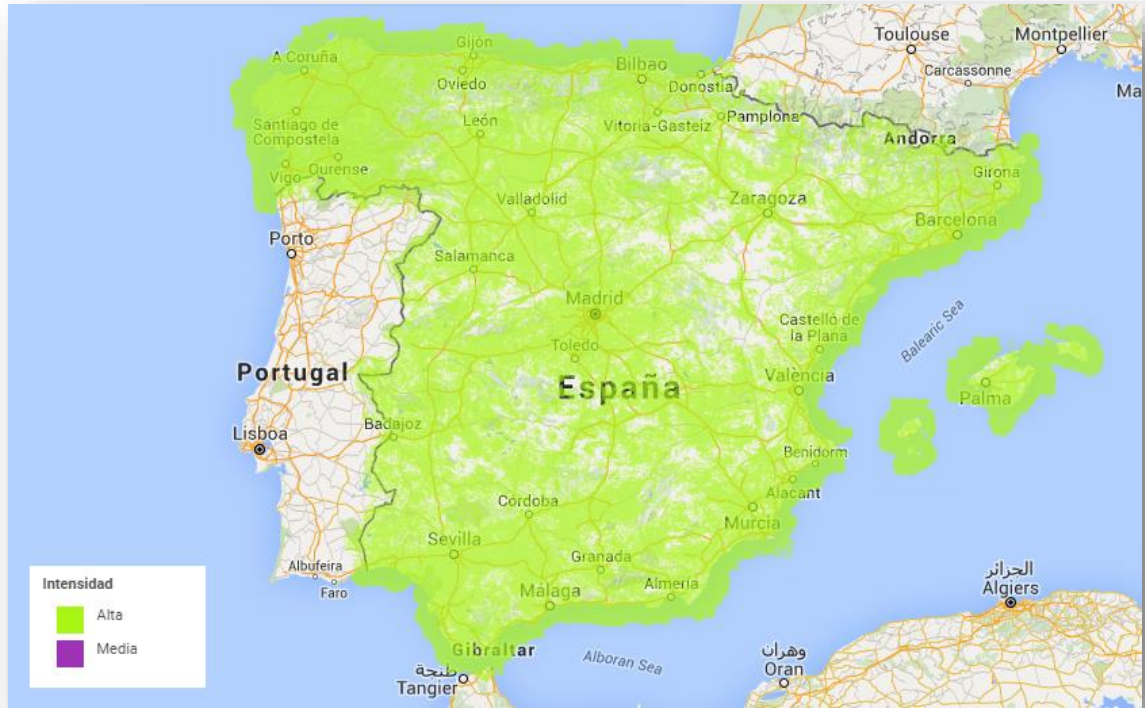 Toulouse
Montpellier
Carcassonne
Ma
A Coruña
Gijón
Oviedo
Bilbao
Donostia
Santiago de
Compostela
León
Vitoria-Gasteiz
Pamplona
Andorra
Vigo
Ourense
Girona
Valladolid
Zaragoza
Barcelona
Porto
Salamanca
Madrid
Castelló de
la Plana
Balearic Sea
Toledo
Portugal
España
València
Palma
Lisboa
Badajoz
Benidorm
Alacant
Córdoba
Murcia
Sevilla
Granada
Albufeira
Faro
Málaga
Almería
الجزائر
Algiers
Gibraltar
Alboran Sea
طنجة
Tangier
وهران
Oran
Intensidad
Alta
Media